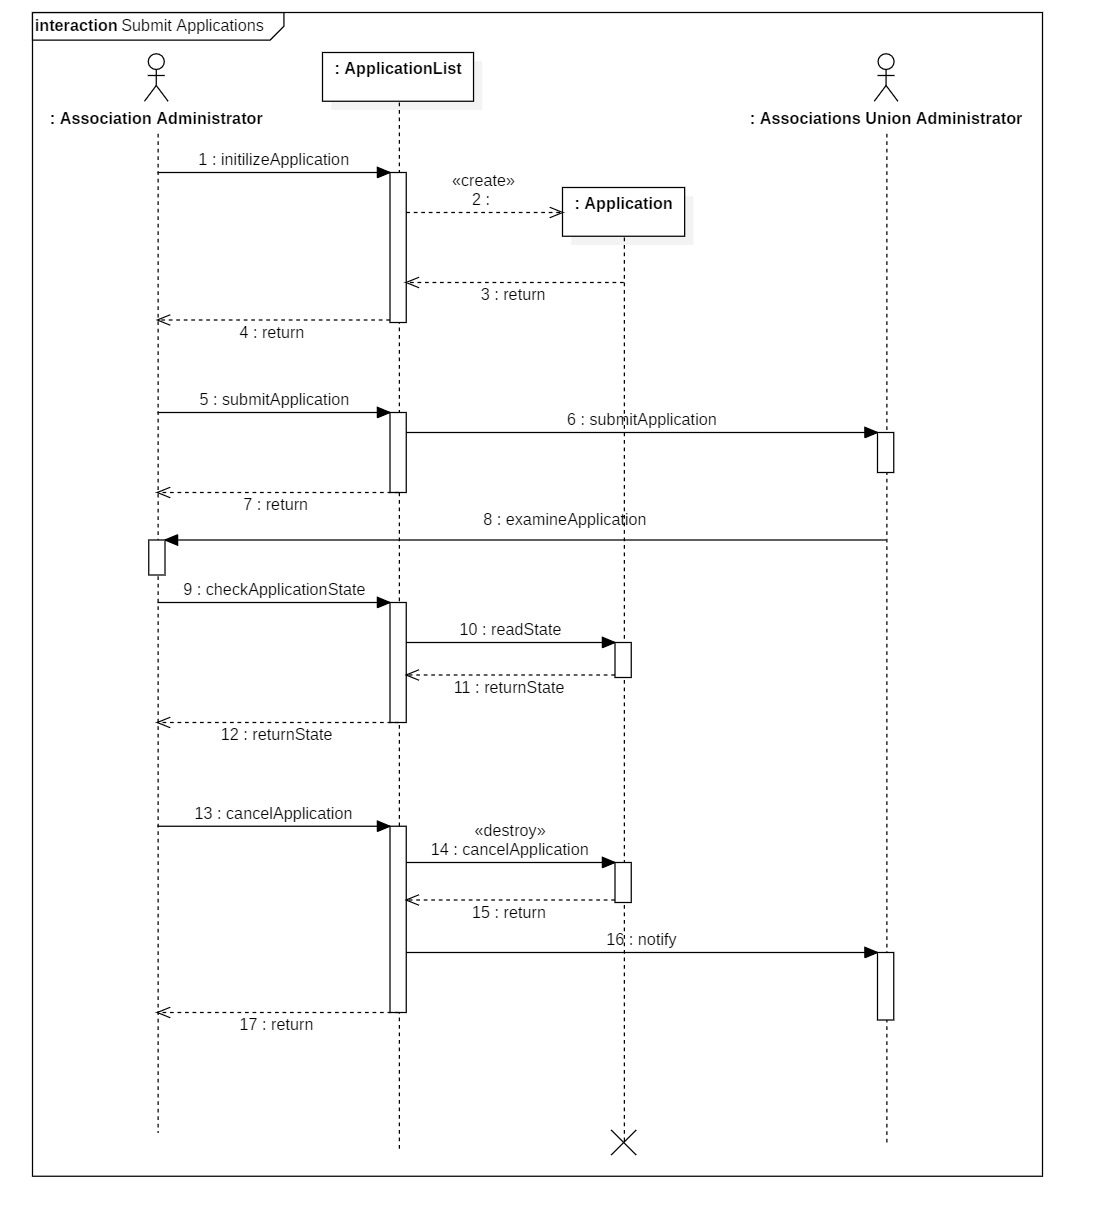 interaction Submit Applications
: ApplicationList
: Association Administrator
: Associations Union Administrator
1 : initilizeApplication
«create»
2 :
: Application
3 : return
4 : return
5 : submitApplication
6 : submitApplication
7 : return
8 : examineApplication
9 : checkApplicationState
10 : readState
11 : returnState
12 : returnState
13 : cancelApplication
«destroy»
14 : cancelApplication
15 : return
16 : notify
17 : return